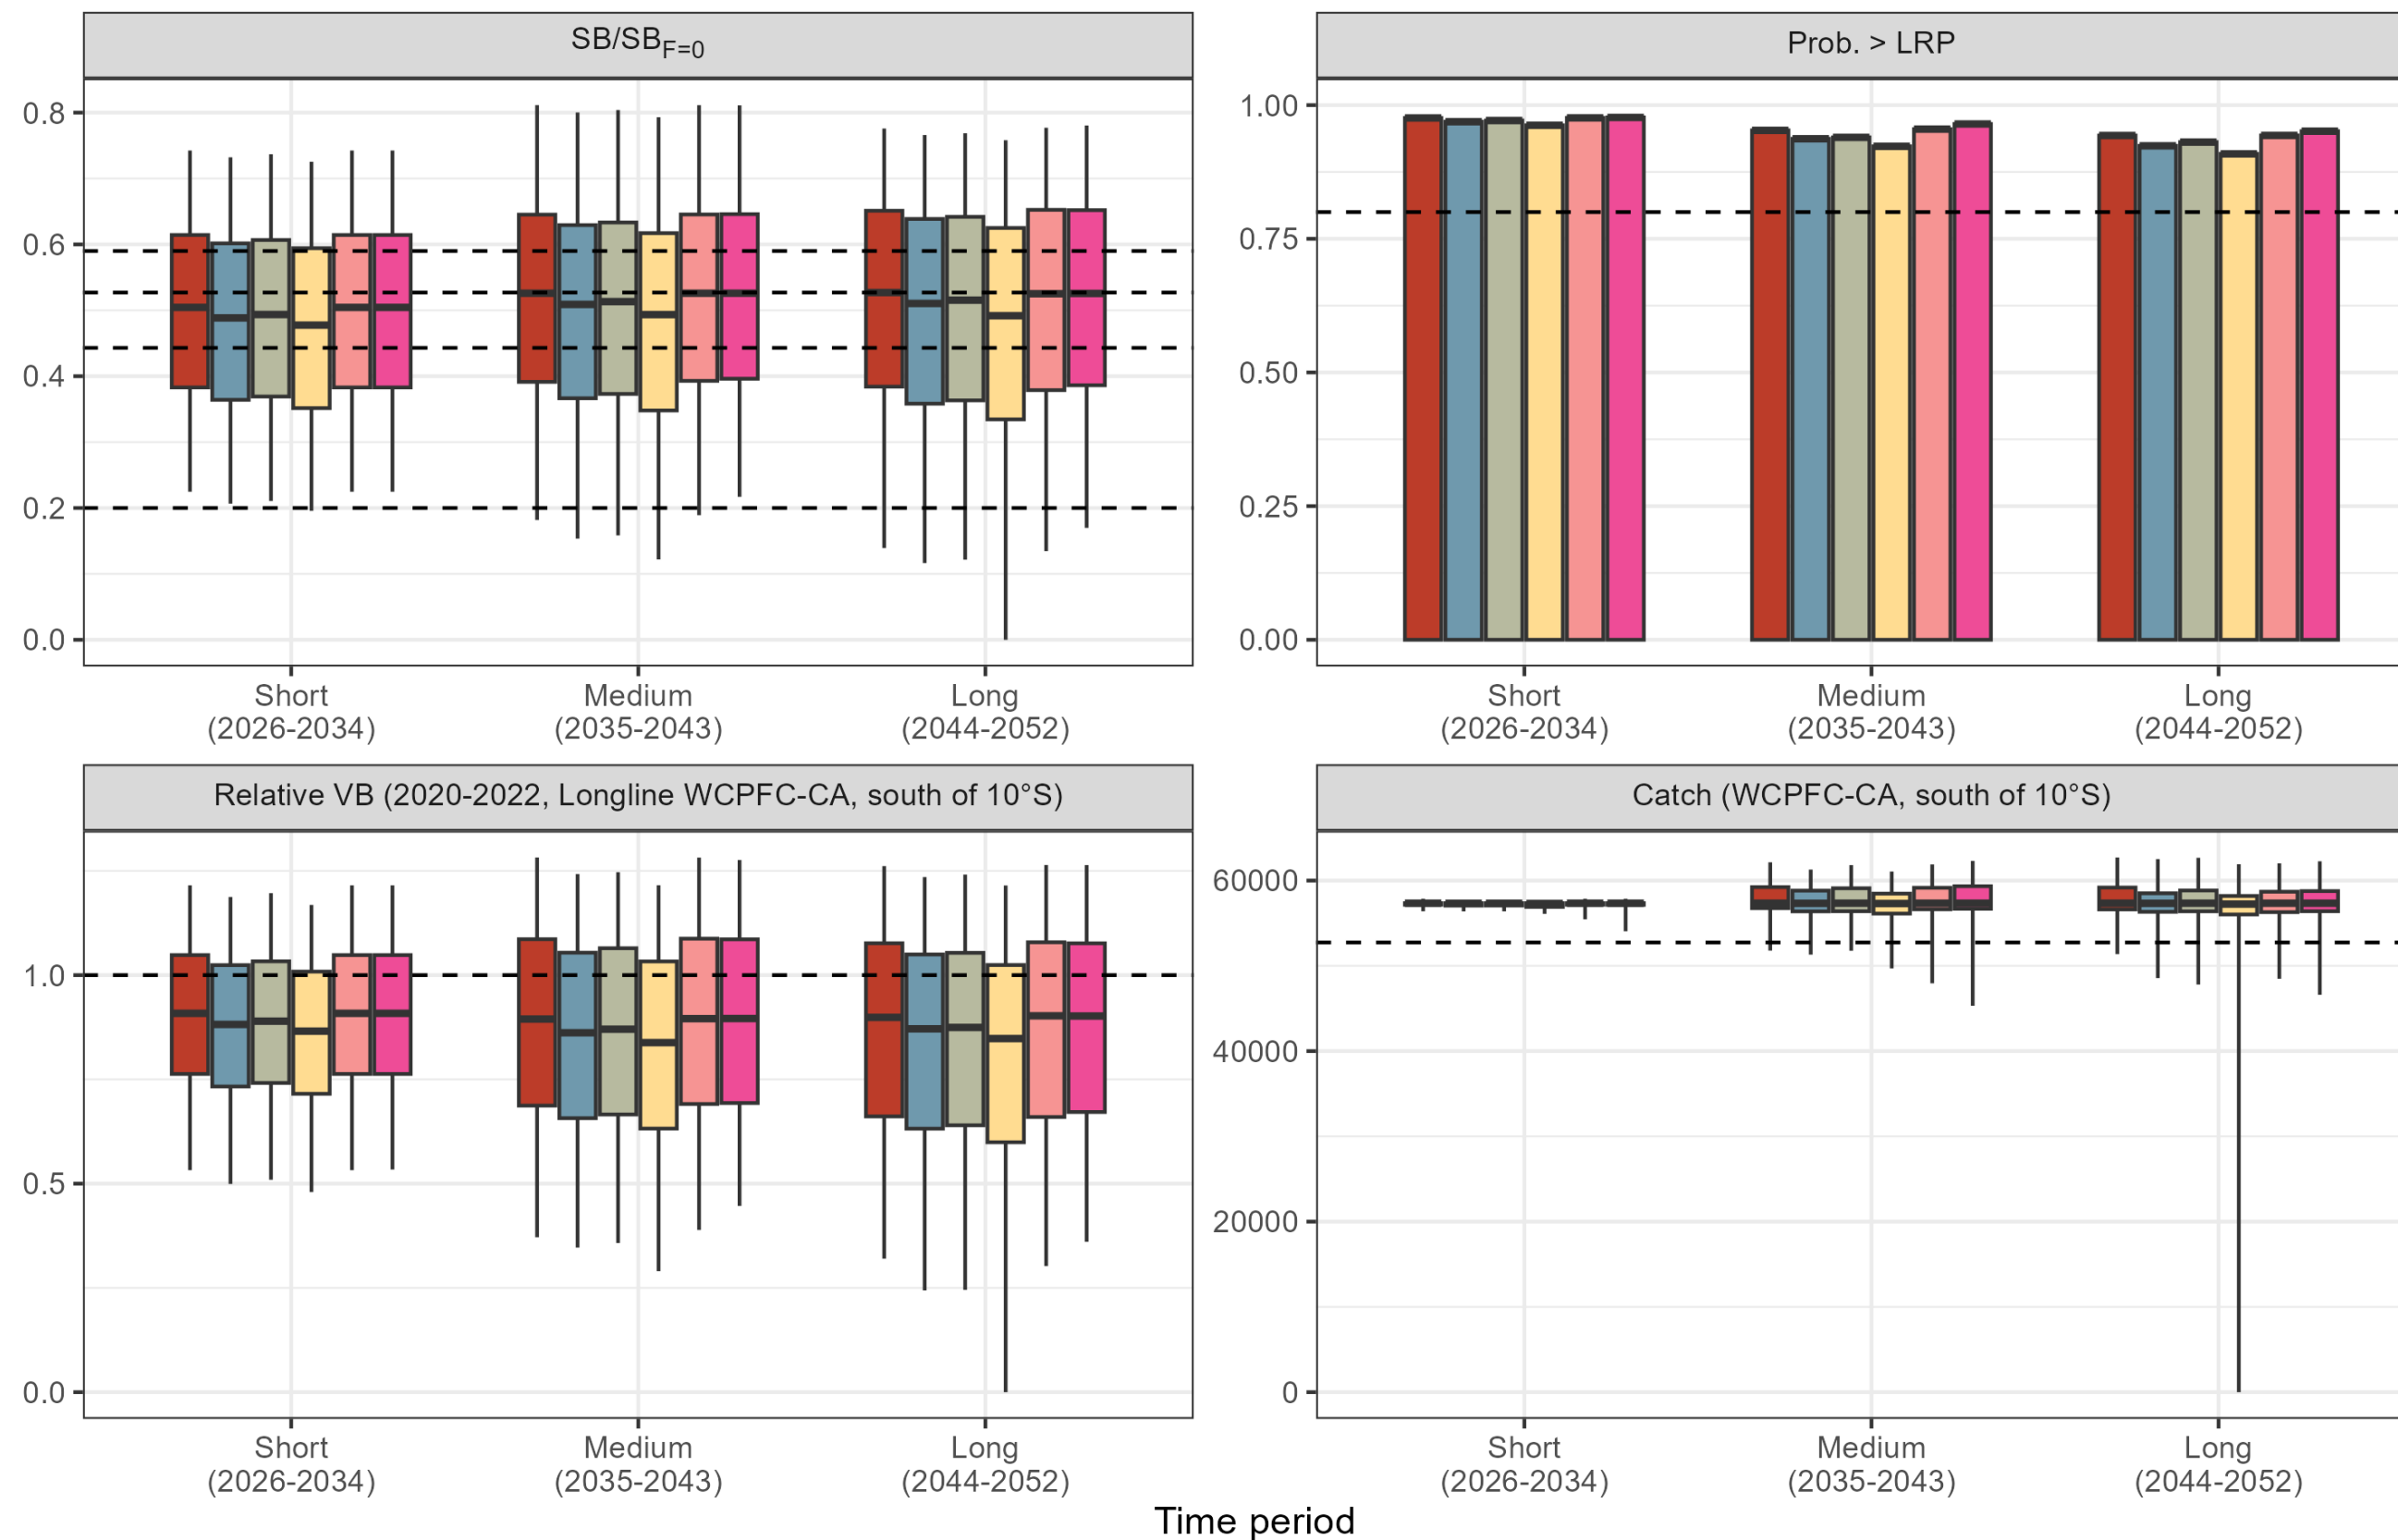 SB/SBF=0
0.8
0.6
0.4
0.2
0.0
Short
(2026-2034)
Medium
(2035-2043)
Long
(2044-2052)
Prob. > LRP
1.00
0.75
0.50
0.25
0.00
Short
(2026-2034)
Medium
(2035-2043)
Long
(2044-2052)
Relative VB (2020-2022, Longline WCPFC-CA, south of 10°S)
1.0
0.5
0.0
Short
(2026-2034)
Medium
(2035-2043)
Long
(2044-2052)
Catch (WCPFC-CA, south of 10°S)
60000
40000
20000
0
Short
(2026-2034)
Medium
(2035-2043)
Long
(2044-2052)
Time period